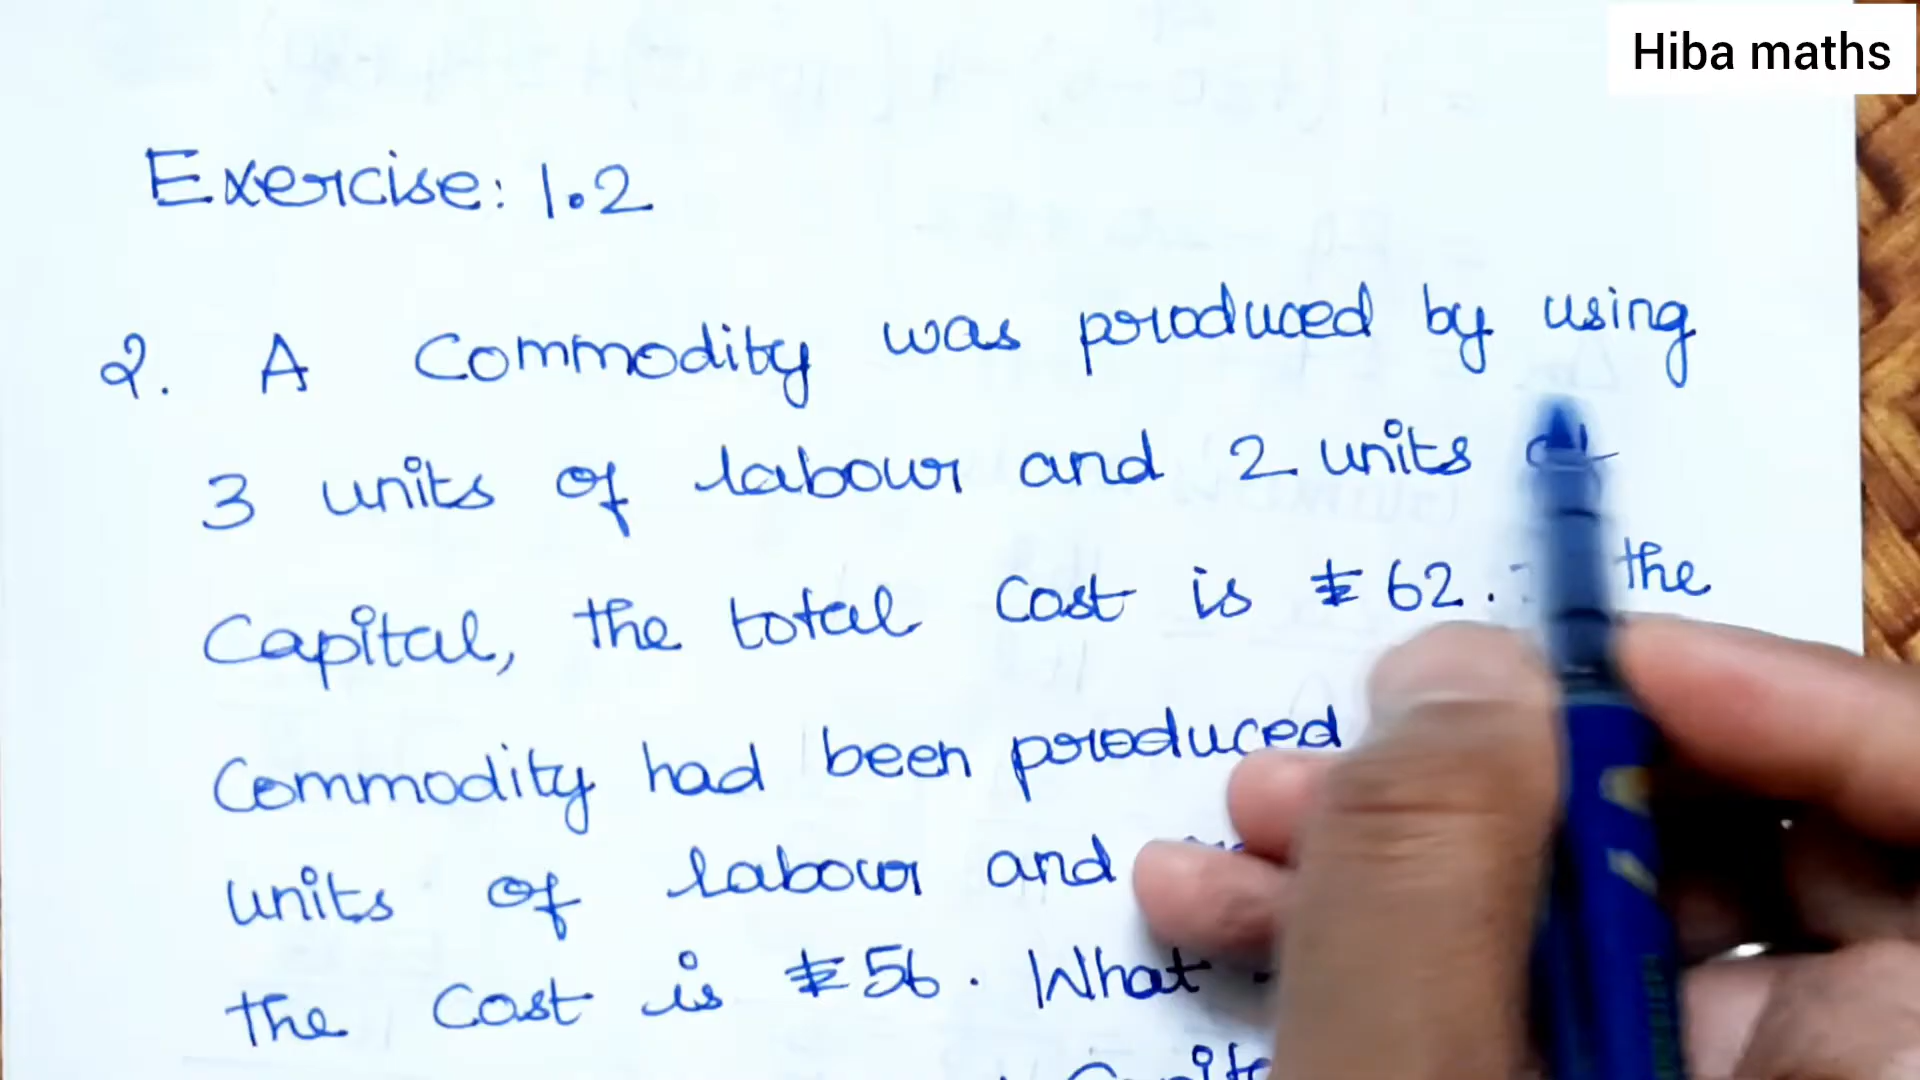 Hiba maths
Exercise: 1.2
2. A Commodity was produced by using
3 units of labour and 2 units
Capital, the total Cost is ₹ 62. the
Commodity had been produced
units of labour and
the Cost is ₹ 56. What